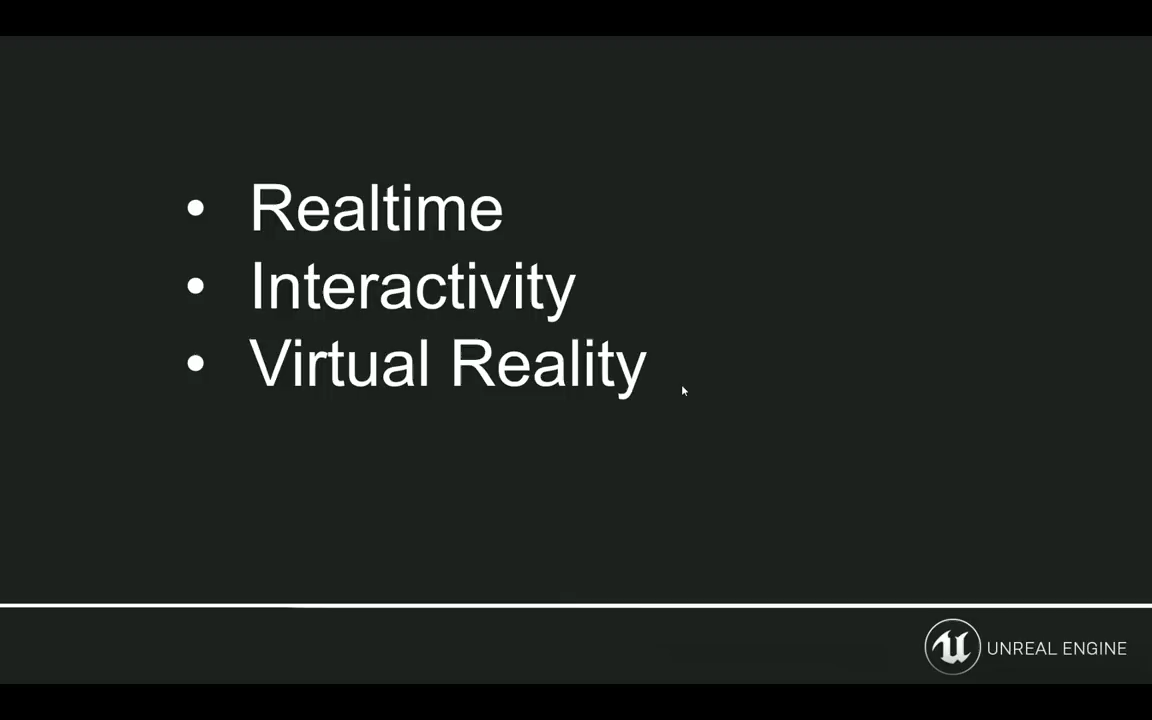 • Realtime
• Interactivity
• Virtual Reality
UNREAL ENGINE